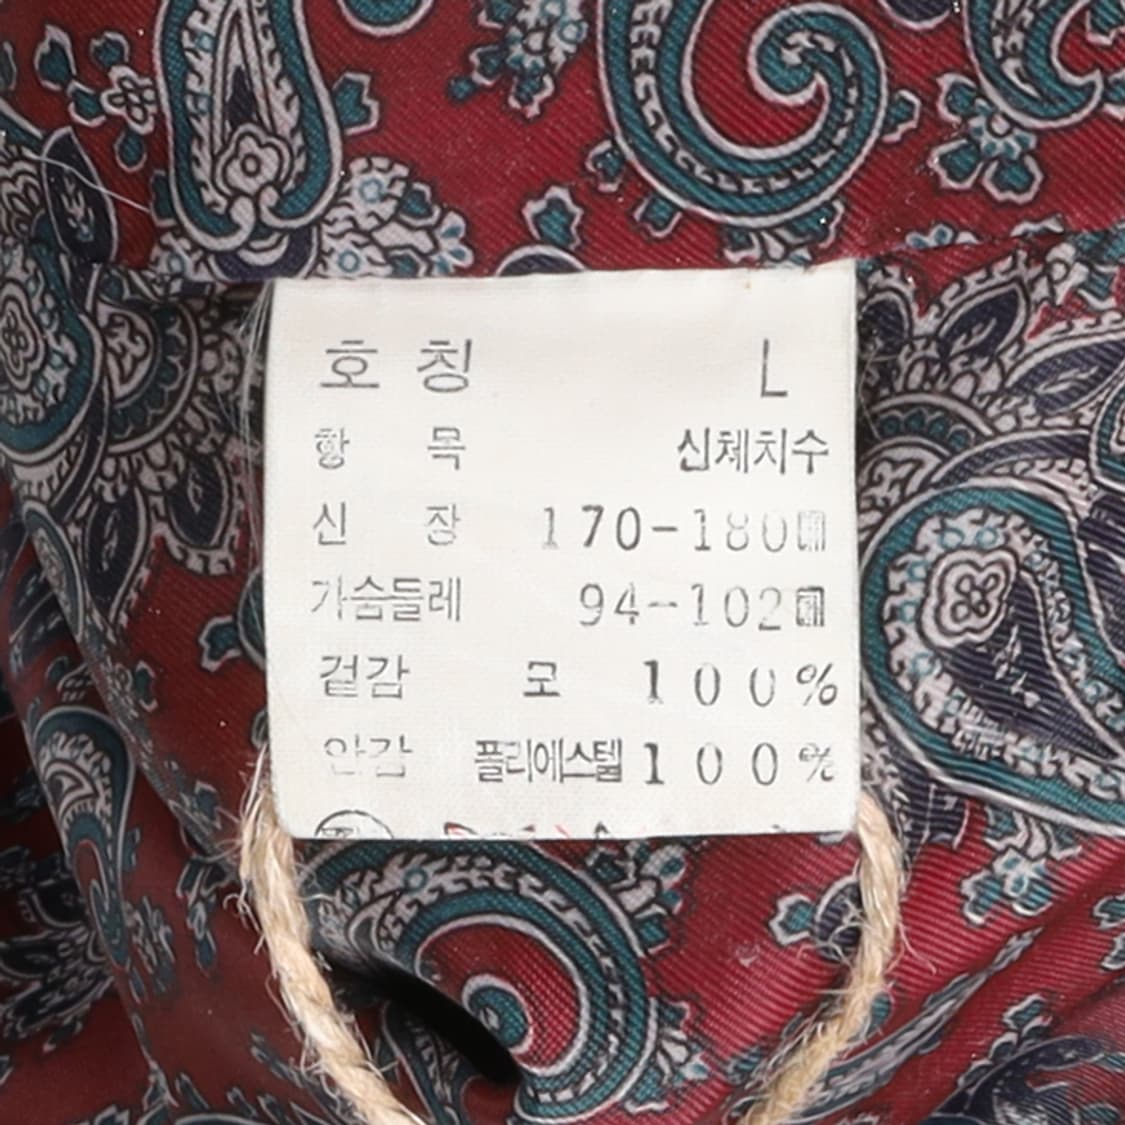 호칭 L
항목 신체치수
신장 170-180㎝
가슴둘레 94-102㎝
겉감 모 100%
안감 폴리에스텔 100%